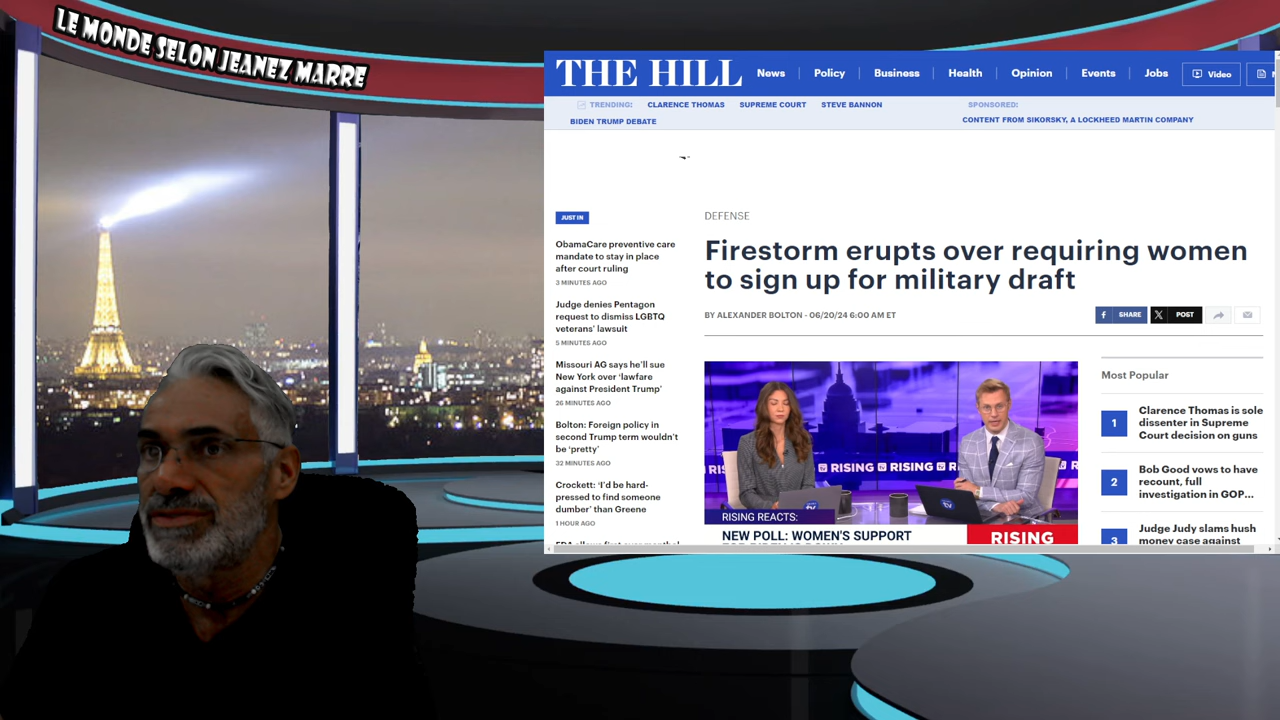 LE MONDE SELON JEANEZ MARRE
THE HILL
News
Policy
Business
Health
Opinion
Events
Jobs
Video
TRENDING:
CLARENCE THOMAS
SUPREME COURT
STEVE BANNON
BIDEN TRUMP DEBATE
SPONSORED:
CONTENT FROM SIKORSKY, A LOCKHEED MARTIN COMPANY
JUST IN
ObamaCare preventive care
mandate to stay in place
after court ruling
3 MINUTES AGO
Judge denies Pentagon
request to dismiss LGBTQ
veterans' lawsuit
5 MINUTES AGO
Missouri AG says he'll sue
New York over 'lawfare
against President Trump'
26 MINUTES AGO
Bolton: Foreign policy in
second Trump term wouldn't
be 'pretty'
32 MINUTES AGO
Crockett: 'I'd be hard-
pressed to find someone
dumber' than Greene
1 HOUR AGO
DEFENSE
Firestorm erupts over requiring women
to sign up for military draft
BY ALEXANDER BOLTON - 06/20/24 6:00 AM ET
SHARE
POST
RISING
RISING
RISING REACTS:
NEW POLL: WOMEN'S SUPPORT
RISING
Most Popular
1
Clarence Thomas is sole
dissenter in Supreme
Court decision on guns
2
Bob Good vows to have
recount, full
investigation in GOP...
3
Judge Judy slams hush
money case against